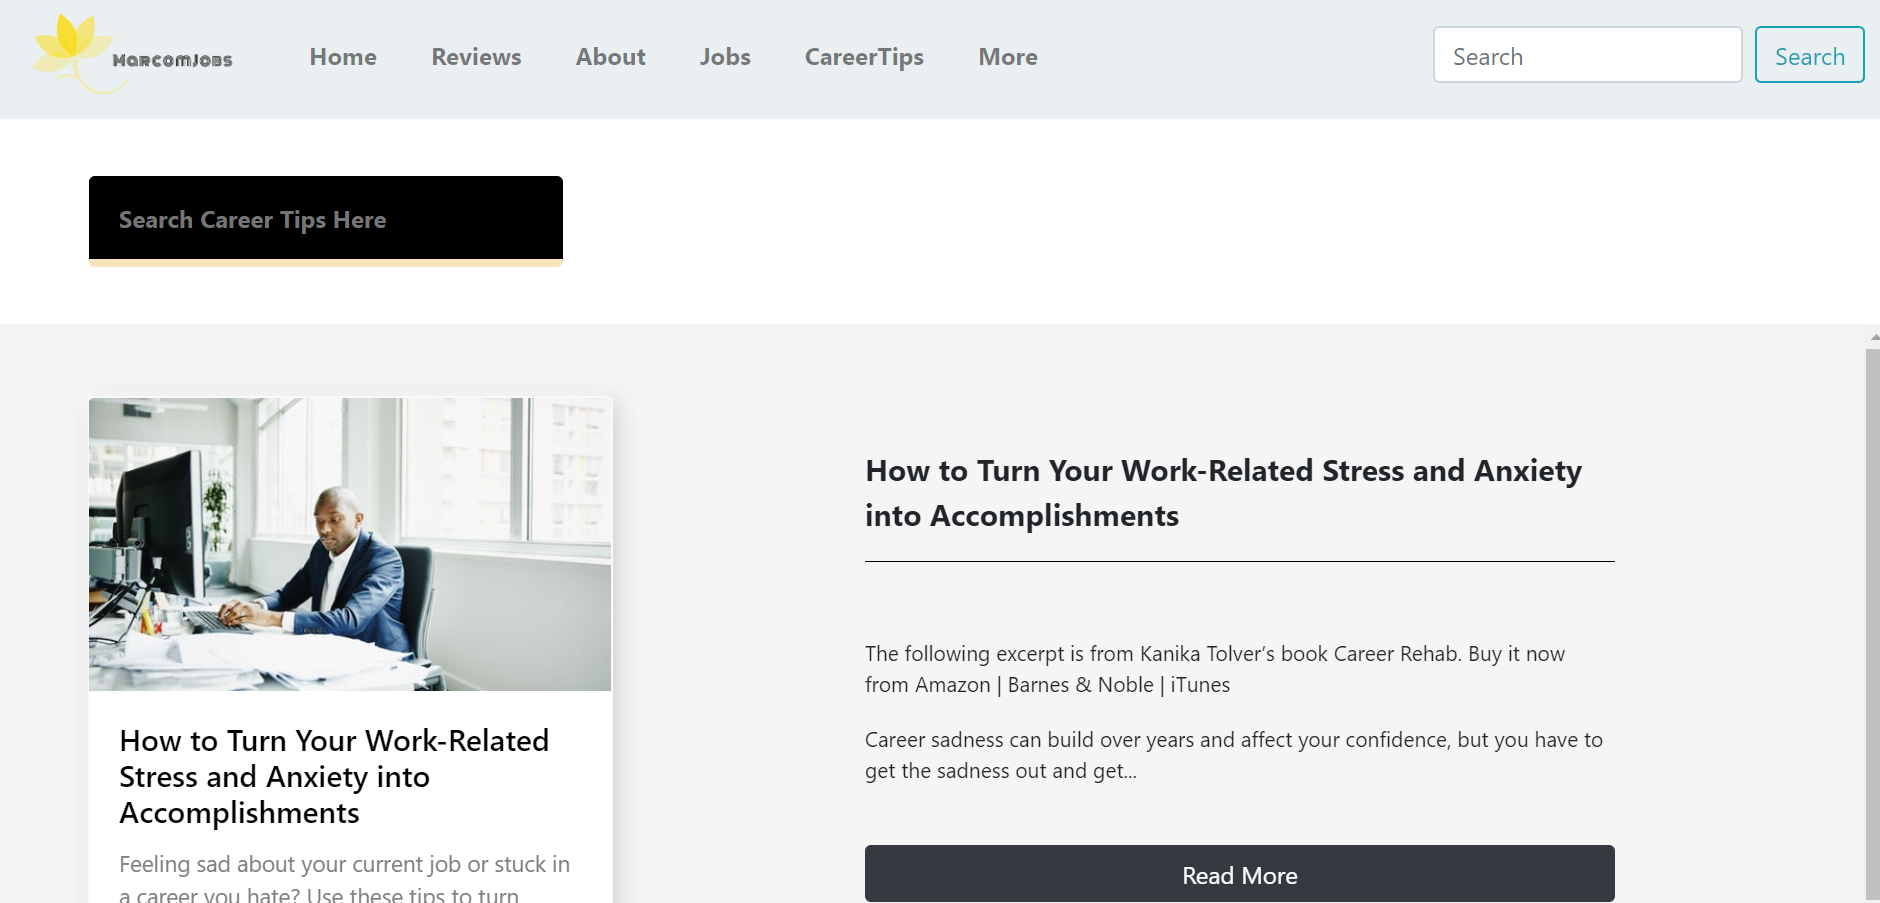 MarcomJobs
Home
Reviews
About
Jobs
CareerTips
More
Search
Search
Search Career Tips Here
How to Turn Your Work-Related
Stress and Anxiety into
Accomplishments
Feeling sad about your current job or stuck in
a career you hate? Use these tips to turn
How to Turn Your Work-Related Stress and Anxiety
into Accomplishments
The following excerpt is from Kanika Tolver’s book Career Rehab. Buy it now
from Amazon | Barnes & Noble | iTunes
Career sadness can build over years and affect your confidence, but you have to
get the sadness out and get...
Read More